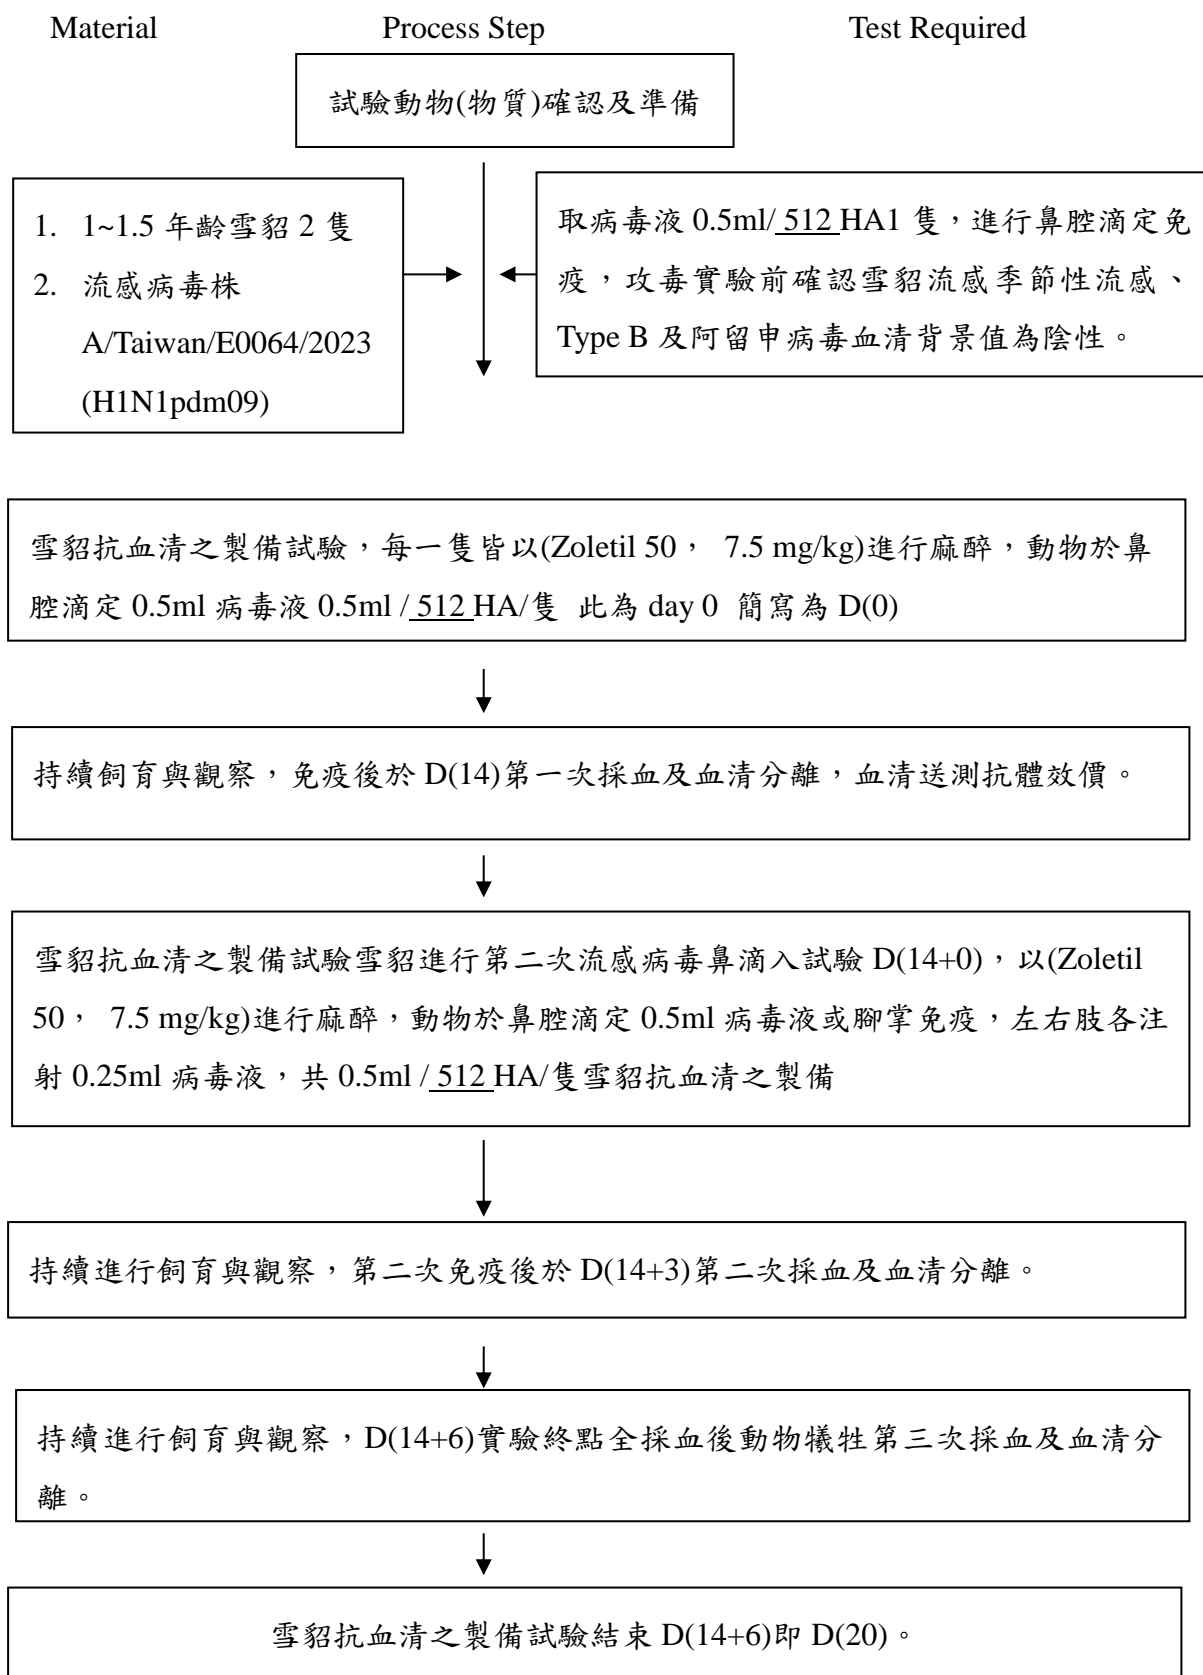 Material Process Step Test Required
試驗動物(物質)確認及準備
1. 1~1.5 年齡雪貂 2 隻
2. 流感病毒株
A/Taiwan/E0064/2023
(H1N1pdm09)
取病毒液 0.5ml/ 512 HA1 隻，進行鼻腔滴定免
疫，攻毒實驗前確認雪貂流感季節性流感、
Type B 及阿留申病毒血清背景值為陰性。
雪貂抗血清之製備試驗，每一隻皆以(Zoletil 50， 7.5 mg/kg)進行麻醉，動物於鼻
腔滴定 0.5ml 病毒液 0.5ml / 512 HA/隻 此為 day 0 簡寫為 D(0)
持續飼育與觀察，免疫後於 D(14)第一次採血及血清分離，血清送測抗體效價。
雪貂抗血清之製備試驗雪貂進行第二次流感病毒鼻滴入試驗 D(14+0)，以(Zoletil
50， 7.5 mg/kg)進行麻醉，動物於鼻腔滴定 0.5ml 病毒液或腳掌免疫，左右肢各注
射 0.25ml 病毒液，共 0.5ml / 512 HA/隻雪貂抗血清之製備
持續進行飼育與觀察，第二次免疫後於 D(14+3)第二次採血及血清分離。
持續進行飼育與觀察，D(14+6)實驗終點全採血後動物犧牲第三次採血及血清分
離。
雪貂抗血清之製備試驗結束 D(14+6)即 D(20)。